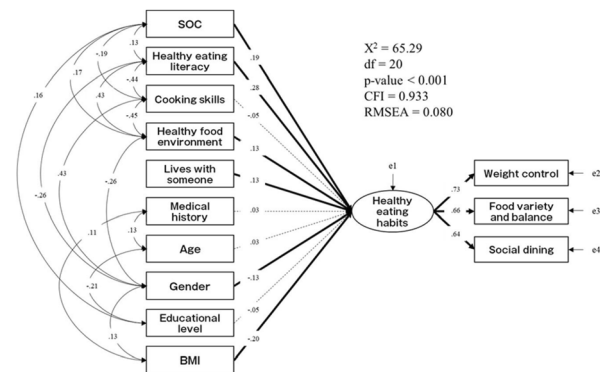 SOC
Healthy eating
literacy
Cooking skills
Healthy food
environment
Lives with
someone
Medical
history
Age
Gender
Educational
level
BMI
.13
-.19
.17
-.44
.43
-.45
.16
.43
-.26
-.26
.11
.13
-.21
.13
.19
.28
-.05
.13
.13
.03
.03
-.13
-.05
-.20
X² = 65.29
df = 20
p-value < 0.001
CFI = 0.933
RMSEA = 0.080
e1
Healthy
eating
habits
.73
.66
.64
Weight control
Food variety
and balance
Social dining
e2
e3
e4